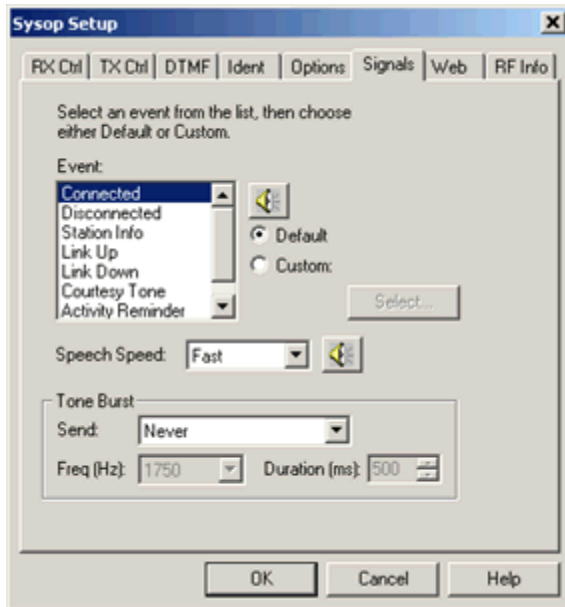 Sysop Setup
RX Ctrl TX Ctrl DTMF Ident Options Signals Web RF Info
Select an event from the list, then choose
either Default or Custom.
Event:
Connected
Disconnected
Station Info
Link Up
Link Down
Courtesy Tone
Activity Reminder
Default
Custom:
Select...
Speech Speed: Fast
Tone Burst
Send: Never
Freq (Hz): 1750 Duration (ms): 500
OK Cancel Help